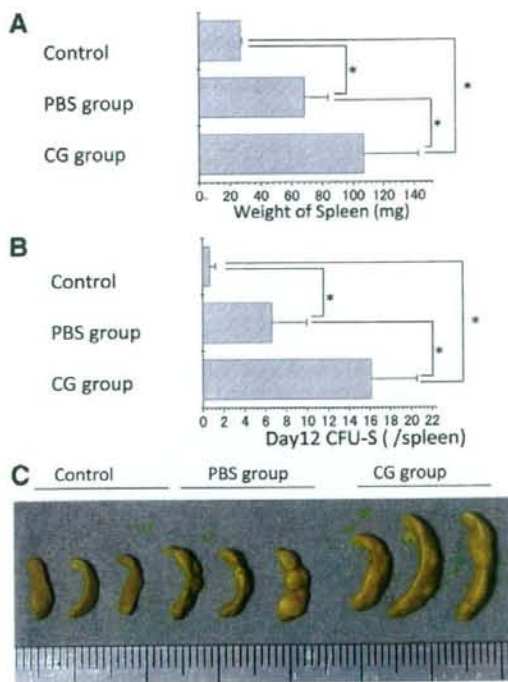 A
Control
PBS group
CG group
*
*
*
0- 20 40 60 80 100 120 140
Weight of Spleen (mg)
B
Control
PBS group
CG group
*
*
*
0 2 4 6 8 10 12 14 16 18 20 22
Day12 CFU-S ( /spleen)
C
Control PBS group CG group